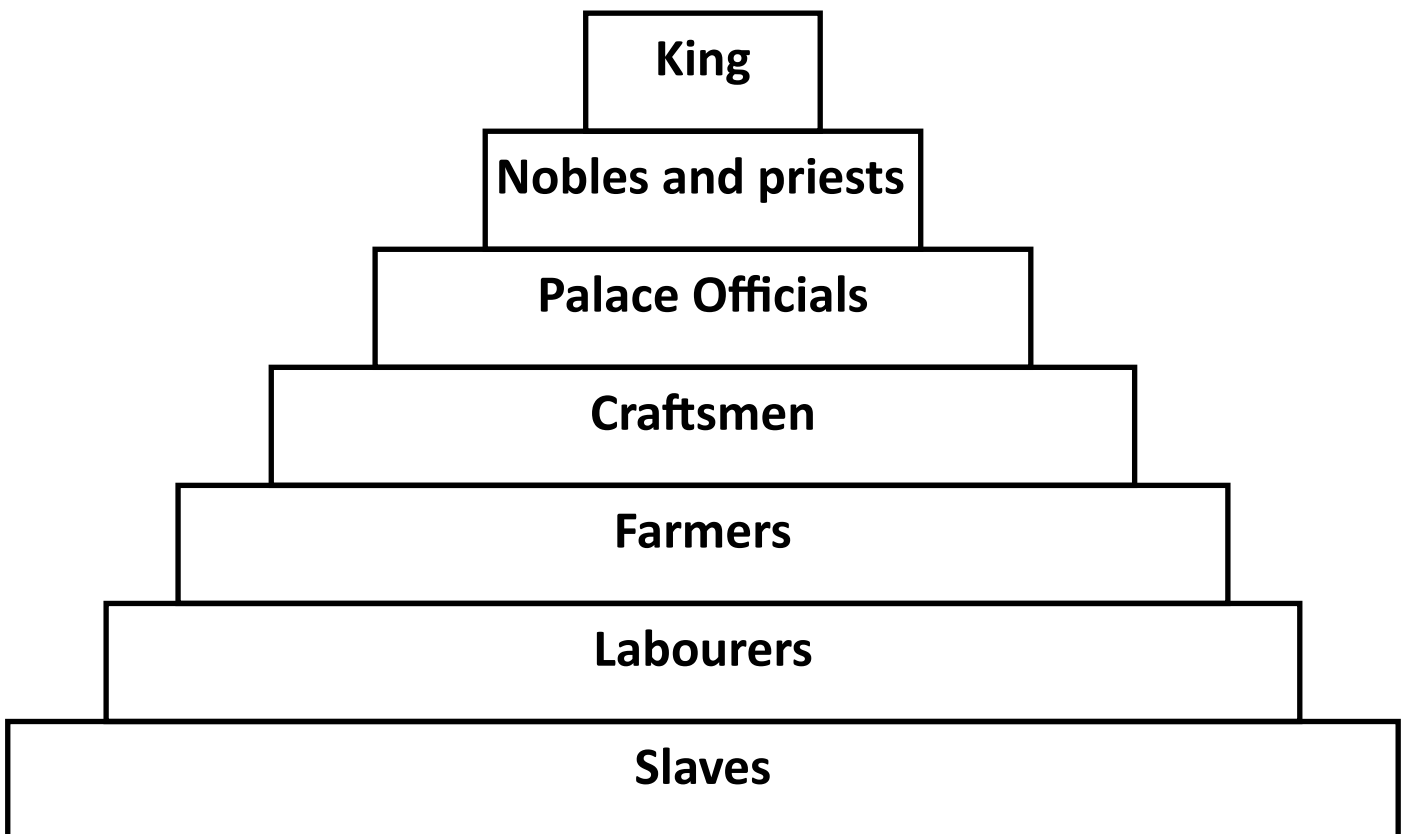 King
Nobles and priests
Palace Officials
Craftsmen
Farmers
Labourers
Slaves